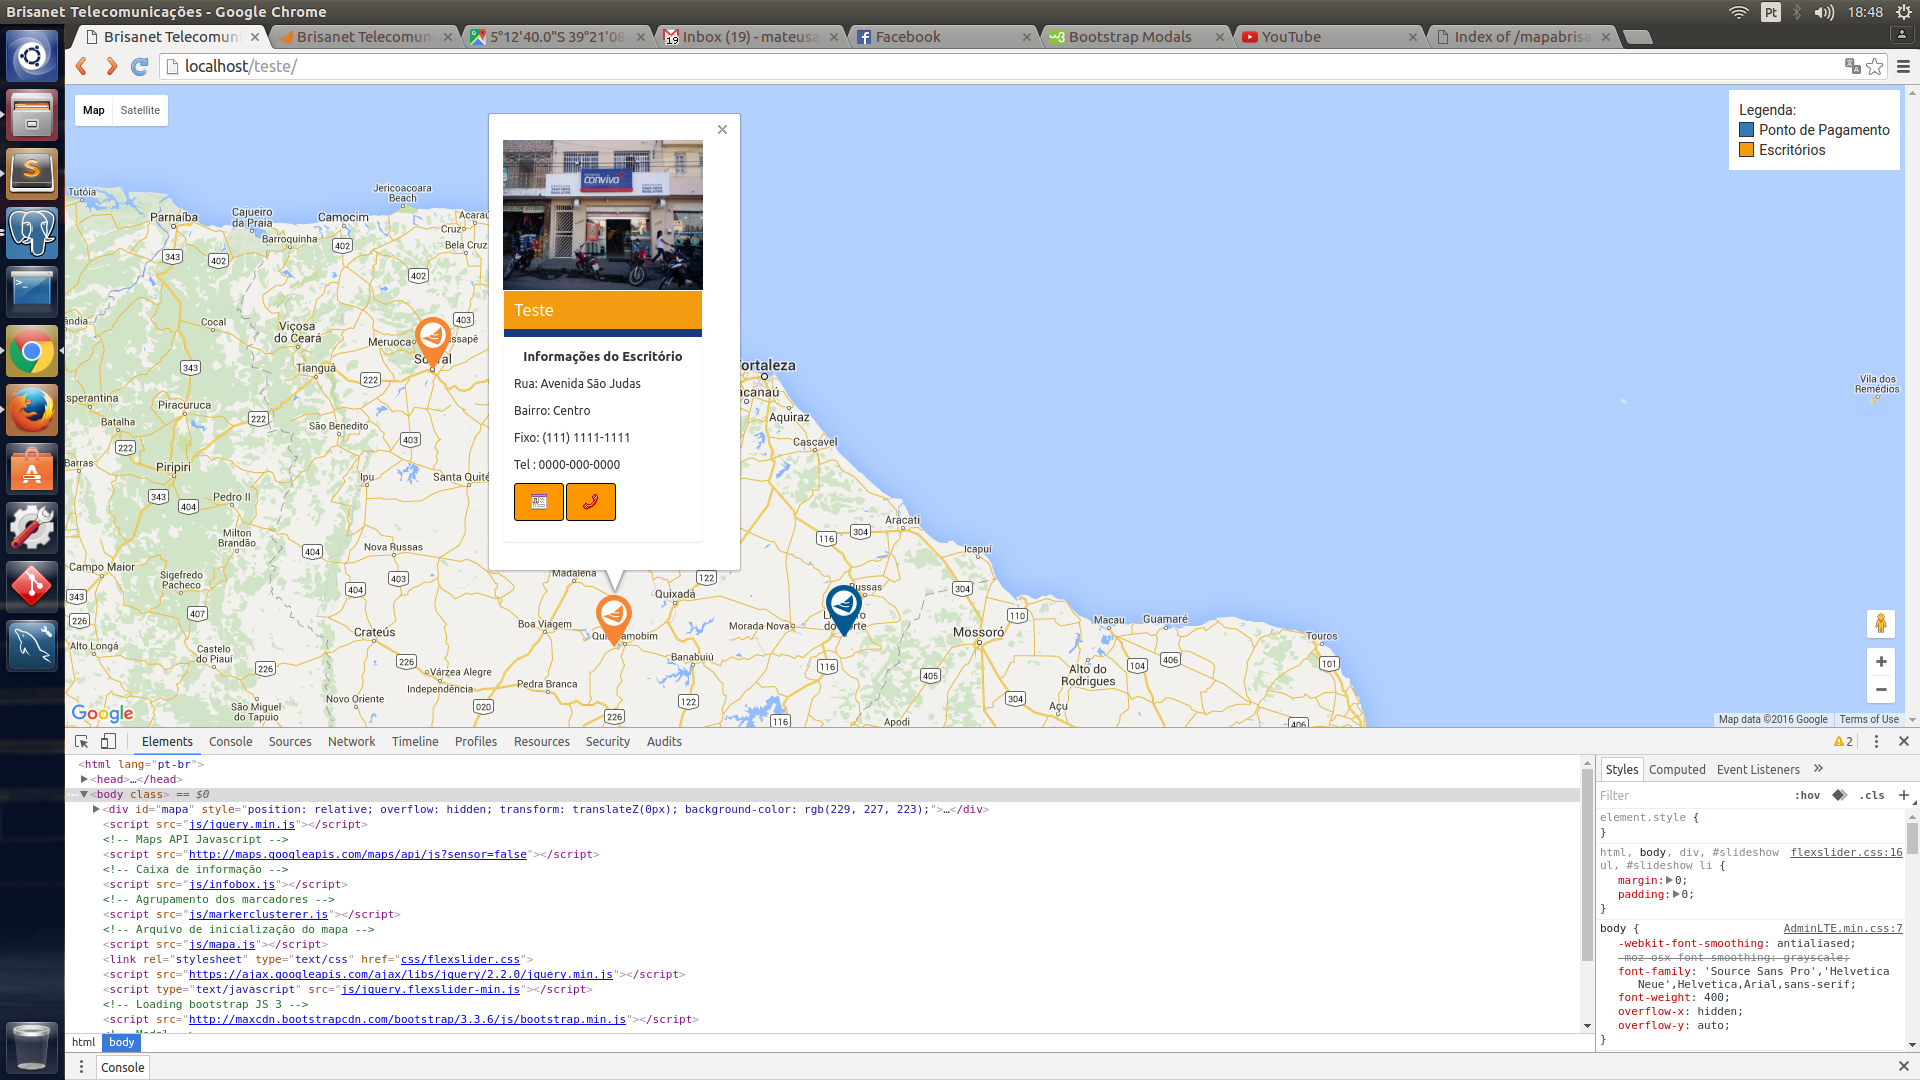 Brisanet Telecomunicações - Google Chrome
Pt
18:48
Brisanet Telecomun
Brisanet Telecomun
5°12'40.0"S 39°21'08
Inbox (19) - mateusa
Facebook
Bootstrap Modals
YouTube
Index of /mapabrisa
localhost/teste/
Map
Satellite
Legenda:
Ponto de Pagamento
Escritórios
conviva
Teste
Informações do Escritório
Rua: Avenida São Judas
Bairro: Centro
Fixo: (111) 1111-1111
Tel : 0000-000-0000
Tutóia
Parnaíba
Cajueiro
da Praia
Camocim
Jericoacoara
Beach
Acaraú
Cruz
Bela Cruz
Barroquinha
343
402
402
402
403
Granja
Cocal
Viçosa
do Ceará
Meruoca
Massapê
Sobral
Tianguá
343
222
Esperantina
Piracuruca
Batalha
222
222
São Benedito
403
Barras
Piripiri
Ipu
Santa Quité
343
404
Pedro II
Milton
Brandão
404
Nova Russas
Campo Maior
Sigefredo
Pacheco
403
404
343
226
407
Crateús
Alto Longá
Castelo
do Piauí
226
226
Várzea Alegre
Independência
Novo Oriente
São Miguel
do Tapuio
020
Fortaleza
Maracanaú
Aquiraz
Cascavel
Aracati
116
304
Icapuí
Madalena
122
Quixadá
Russas
304
110
Boa Viagem
Quixeramobim
Morada Nova
Limoeiro
do Norte
Mossoró
Macau
Guamaré
Touros
Banabuiú
116
405
Alto do
Rodrigues
104
406
101
Pedra Branca
122
304
Açu
226
116
Apodi
406
Vila dos
Remédios
Google
Map data ©2016 Google
Terms of Use
Elements
Console
Sources
Network
Timeline
Profiles
Resources
Security
Audits
2
<html lang="pt-br">
<head>…</head>
<body class> == $0
<div id="mapa" style="position: relative; overflow: hidden; transform: translateZ(0px); background-color: rgb(229, 227, 223);">…</div>
<script src="js/jquery.min.js"></script>
<!-- Maps API Javascript -->
<script src="http://maps.googleapis.com/maps/api/js?sensor=false"></script>
<!-- Caixa de informação -->
<script src="js/infobox.js"></script>
<!-- Agrupamento dos marcadores -->
<script src="js/markerclusterer.js"></script>
<!-- Arquivo de inicialização do mapa -->
<script src="js/mapa.js"></script>
<link rel="stylesheet" type="text/css" href="css/flexslider.css">
<script src="https://ajax.googleapis.com/ajax/libs/jquery/2.2.0/jquery.min.js"></script>
<script type="text/javascript" src="js/jquery.flexslider-min.js"></script>
<!-- Loading bootstrap JS 3 -->
<script src="http://maxcdn.bootstrapcdn.com/bootstrap/3.3.6/js/bootstrap.min.js"></script>
html
body
Console
Styles
Computed
Event Listeners
Filter
:hov
.cls
element.style {
}
html, body, div, #slideshow
flexslider.css:16
ul, #slideshow li {
margin: 0;
padding: 0;
}
body {
AdminLTE.min.css:7
-webkit-font-smoothing: antialiased;
-moz-osx-font-smoothing: grayscale;
font-family: 'Source Sans Pro','Helvetica
Neue',Helvetica,Arial,sans-serif;
font-weight: 400;
overflow-x: hidden;
overflow-y: auto;
}